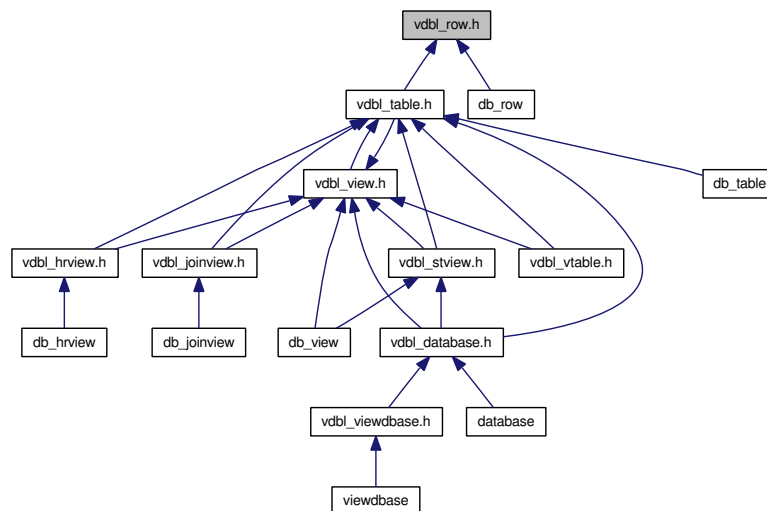 vdbl_row.h
vdbl_table.h
db_row
vdbl_view.h
db_table
vdbl_hrview.h
vdbl_joinview.h
vdbl_stview.h
vdbl_vtable.h
db_hrview
db_joinview
db_view
vdbl_database.h
vdbl_viewdbase.h
database
viewdbase